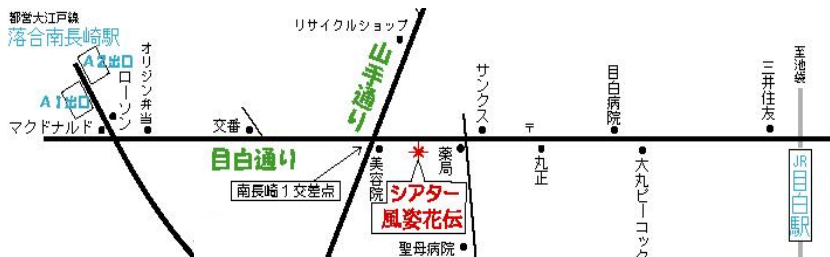 都営大江戸線
落合南長崎駅
A2出口
A1出口
マクドナルド
ローソン
オリジン弁当
交番
目白通り
リサイクルショップ
山手通り
南長崎1交差点
美容院
シアター
風姿花伝
薬局
聖母病院
サンクス
〒
丸正
目白病院
大丸ピーコック
三井住友
至池袋
JR
目白駅